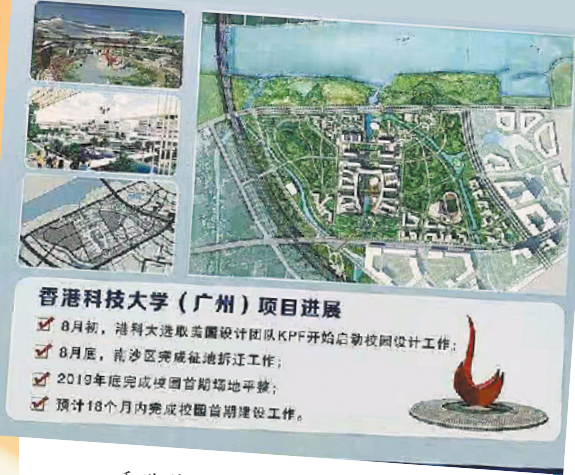 香港科技大学（广州）项目进展
8月初，港科大选取美国设计团队KPF开始启动校园设计工作；
8月底，南沙区完成征地拆迁工作；
2019年底完成校园首期场地平整；
预计18个月内完成校园首期建设工作。